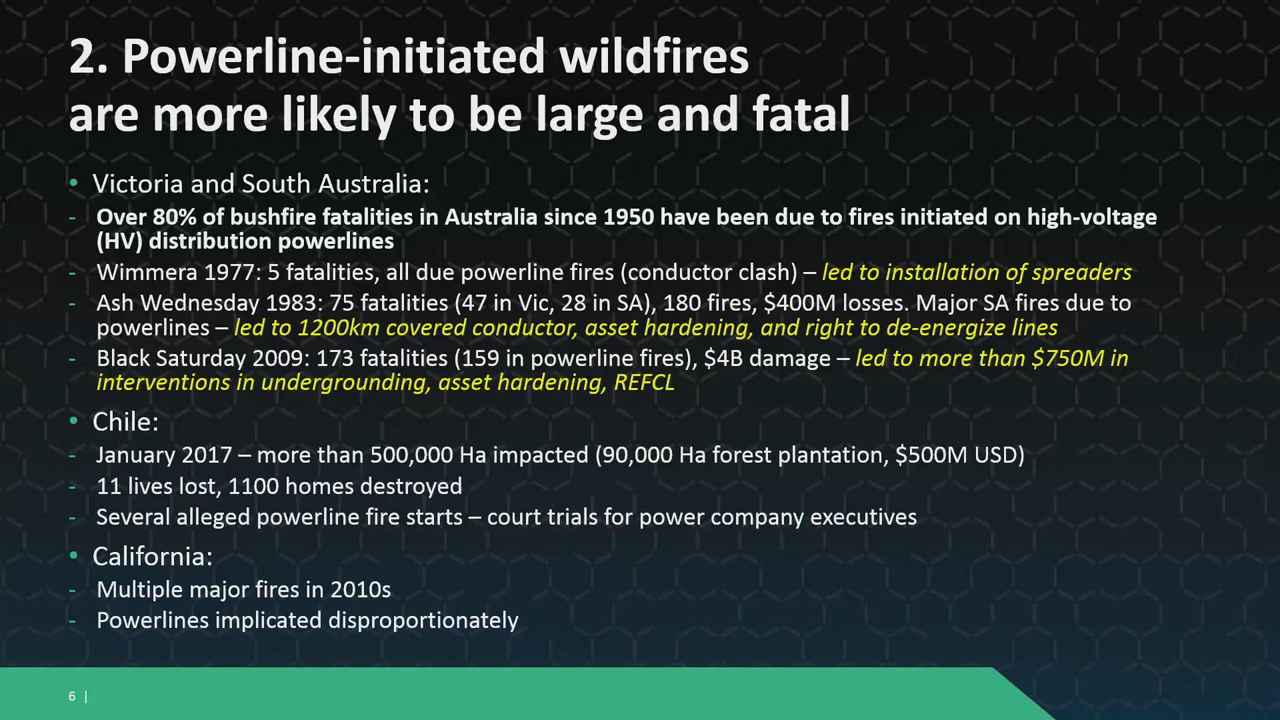 2. Powerline-initiated wildfires
are more likely to be large and fatal
• Victoria and South Australia:
- Over 80% of bushfire fatalities in Australia since 1950 have been due to fires initiated on high-voltage
(HV) distribution powerlines
- Wimmera 1977: 5 fatalities, all due powerline fires (conductor clash) – led to installation of spreaders
- Ash Wednesday 1983: 75 fatalities (47 in Vic, 28 in SA), 180 fires, $400M losses. Major SA fires due to
powerlines – led to 1200km covered conductor, asset hardening, and right to de-energize lines
- Black Saturday 2009: 173 fatalities (159 in powerline fires), $4B damage – led to more than $750M in
interventions in undergrounding, asset hardening, REFCL
• Chile:
- January 2017 – more than 500,000 Ha impacted (90,000 Ha forest plantation, $500M USD)
- 11 lives lost, 1100 homes destroyed
- Several alleged powerline fire starts – court trials for power company executives
• California:
- Multiple major fires in 2010s
- Powerlines implicated disproportionately
6 |